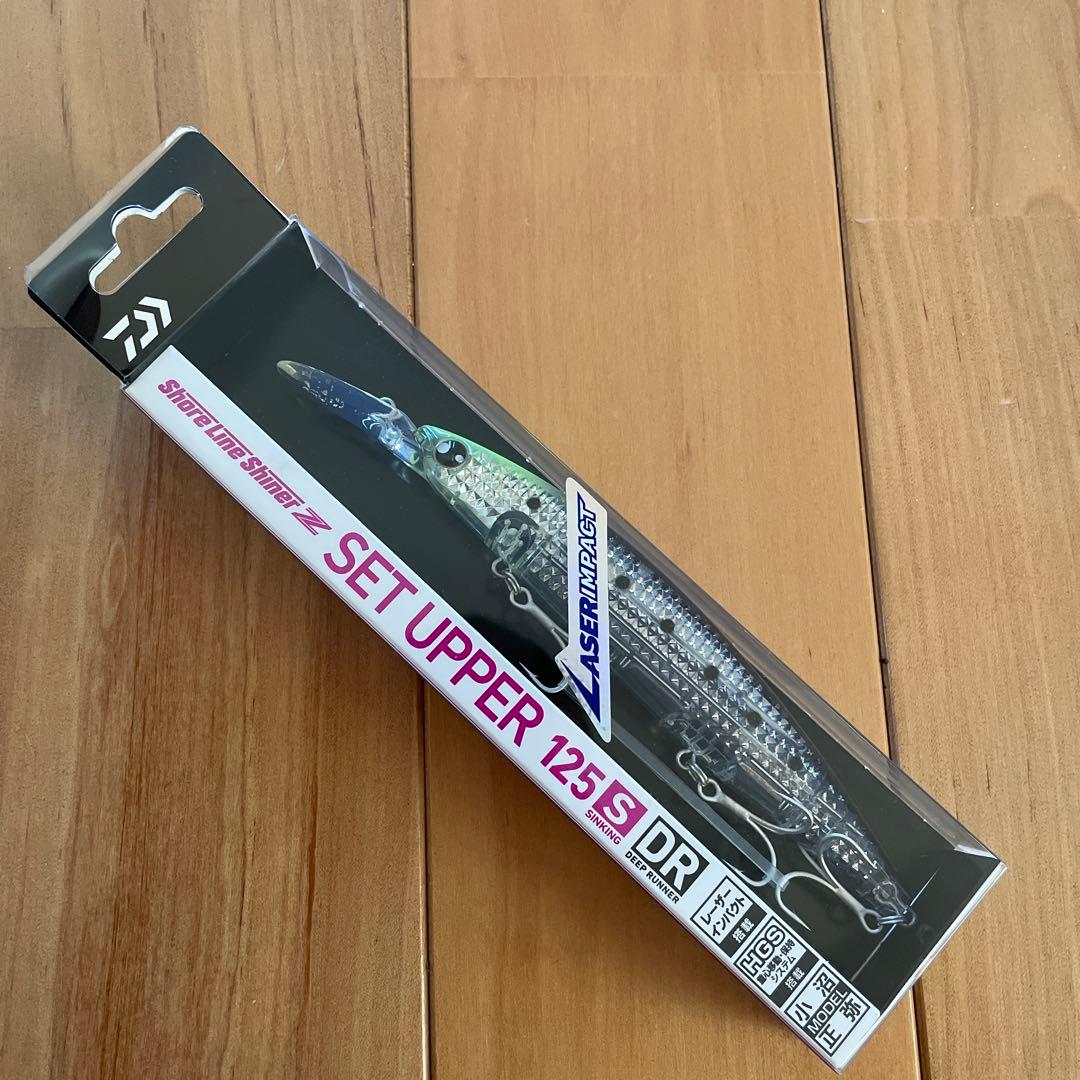 Shore Line Shiner Z
SET UPPER 125 S DR
SINKING
DEEP RUNNER
LASERIMPACT
レーザー
インパクト
搭載
HGS
重心移動・保持
システム
搭載
小沼
MODEL
正弥